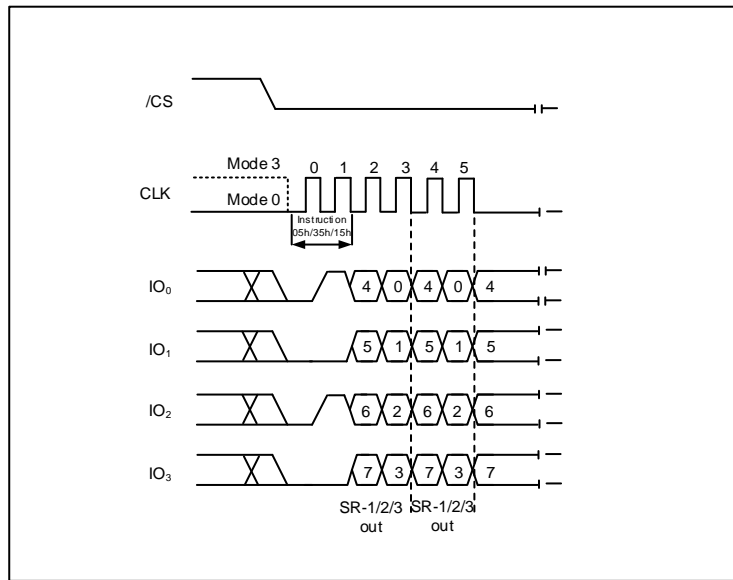 /CS
Mode 3
0 1 2 3 4 5
CLK
Mode 0
Instruction
05h/35h/15h
IO₀ 4 0 4 0 4
IO₁ 5 1 5 1 5
IO₂ 6 2 6 2 6
IO₃ 7 3 7 3 7
SR-1/2/3 SR-1/2/3
out out